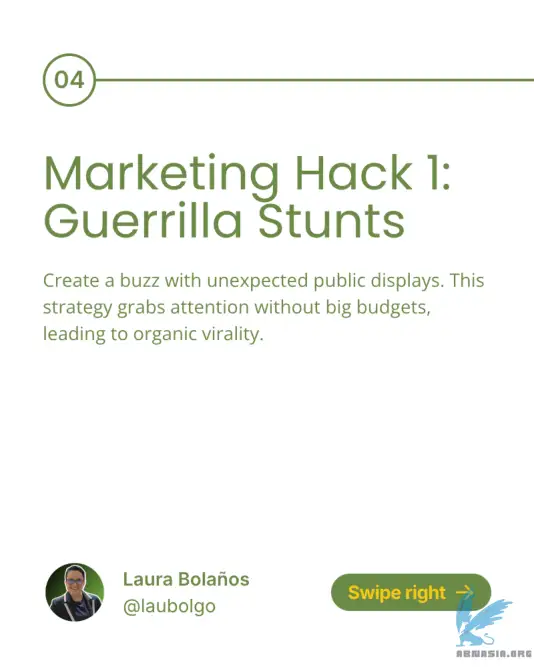 04
Marketing Hack 1:
Guerrilla Stunts
Create a buzz with unexpected public displays. This
strategy grabs attention without big budgets,
leading to organic virality.
Laura Bolaños
@laubolgo
Swipe right →
ABNASIA.ORG